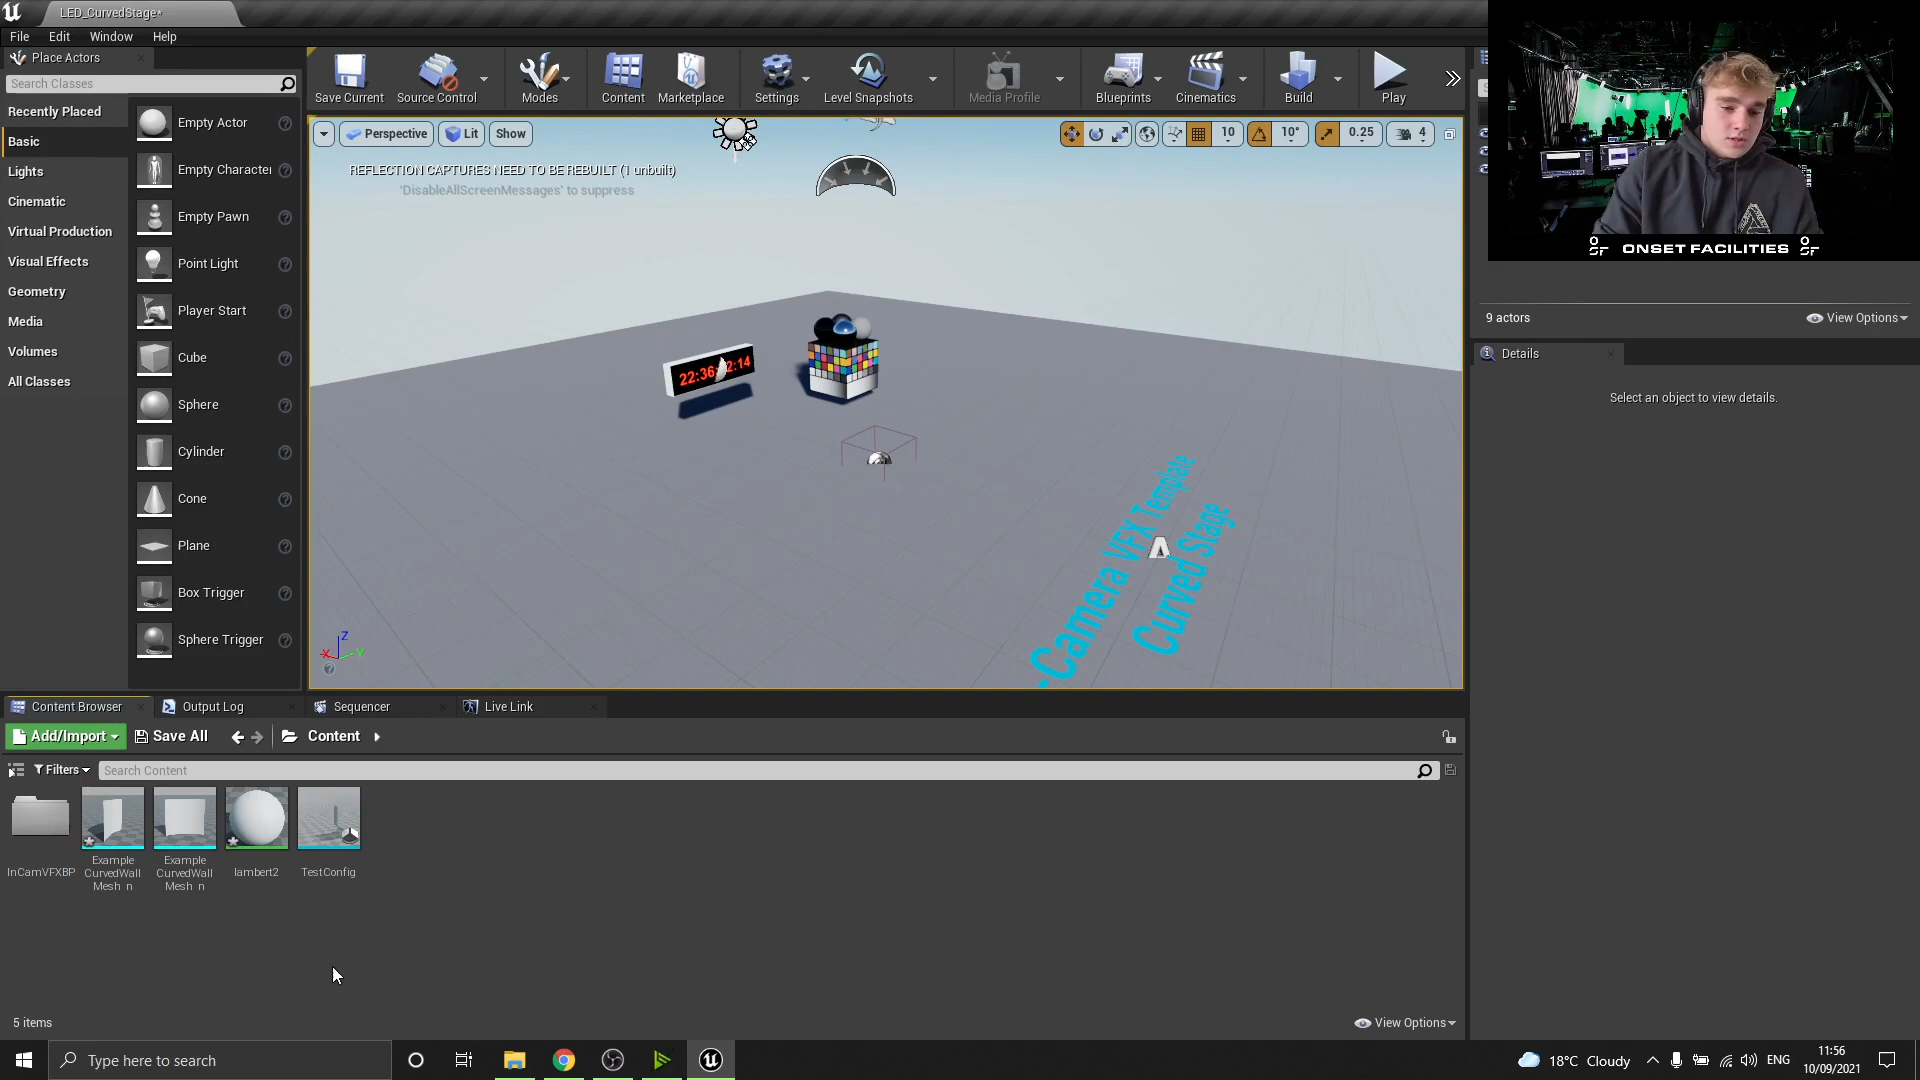 LED_CurvedStage*
File Edit Window Help
Place Actors
Search Classes
Recently Placed
Basic
Lights
Cinematic
Virtual Production
Visual Effects
Geometry
Media
Volumes
All Classes
Empty Actor
Empty Character
Empty Pawn
Point Light
Player Start
Cube
Sphere
Cylinder
Cone
Plane
Box Trigger
Sphere Trigger
Save Current
Source Control
Modes
Content
Marketplace
Settings
Level Snapshots
Media Profile
Blueprints
Cinematics
Build
Play
Perspective
Lit
Show
10
10°
0.25
4
REFLECTION CAPTURES NEED TO BE REBUILT (1 unbuilt)
'DisableAllScreenMessages' to suppress
-Camera VFX Template
Curved Stage
Z
X
Y
ONSET FACILITIES
9 actors
View Options
Details
Select an object to view details.
Content Browser
Output Log
Sequencer
Live Link
Add/Import
Save All
Content
Filters
Search Content
InCamVFXBP
Example
CurvedWall
Mesh_n
Example
CurvedWall
Mesh_n
lambert2
TestConfig
5 items
View Options
Type here to search
18°C Cloudy
ENG
11:56
10/09/2021